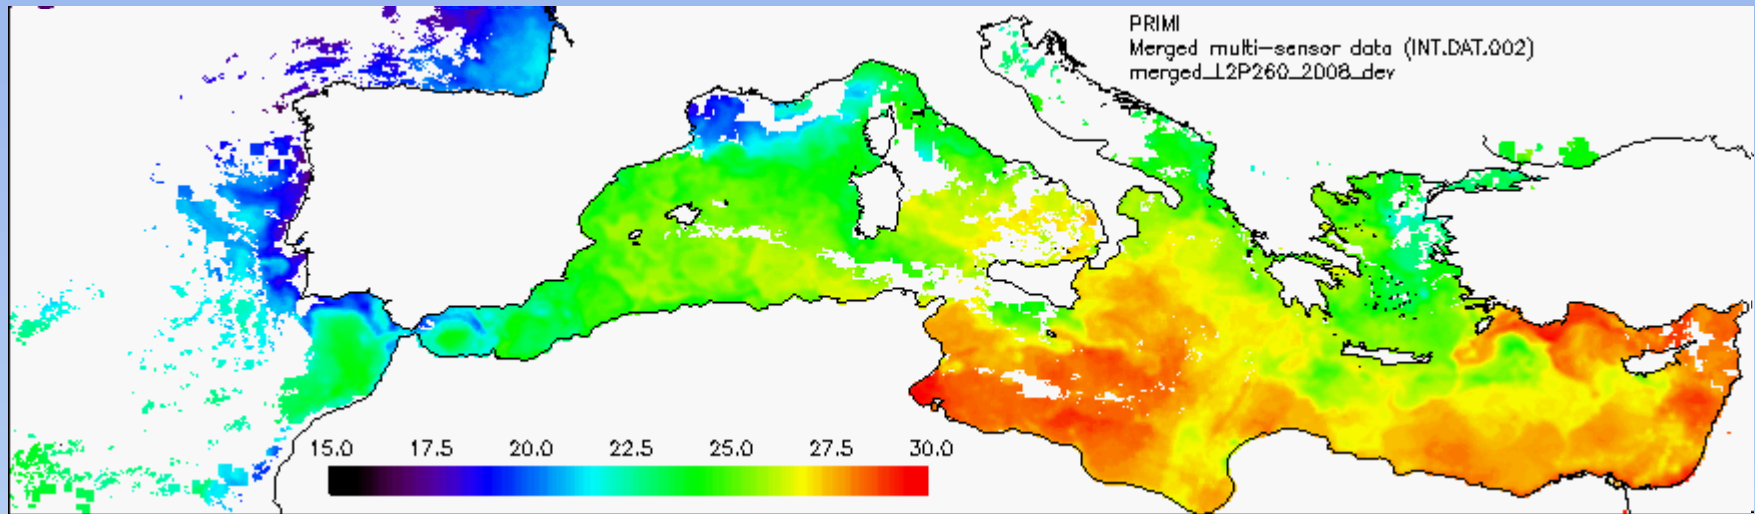 PRIMI
Merged multi-sensor data (INT.DAT.002)
merged_L2P260_2008_dev
15.0 17.5 20.0 22.5 25.0 27.5 30.0